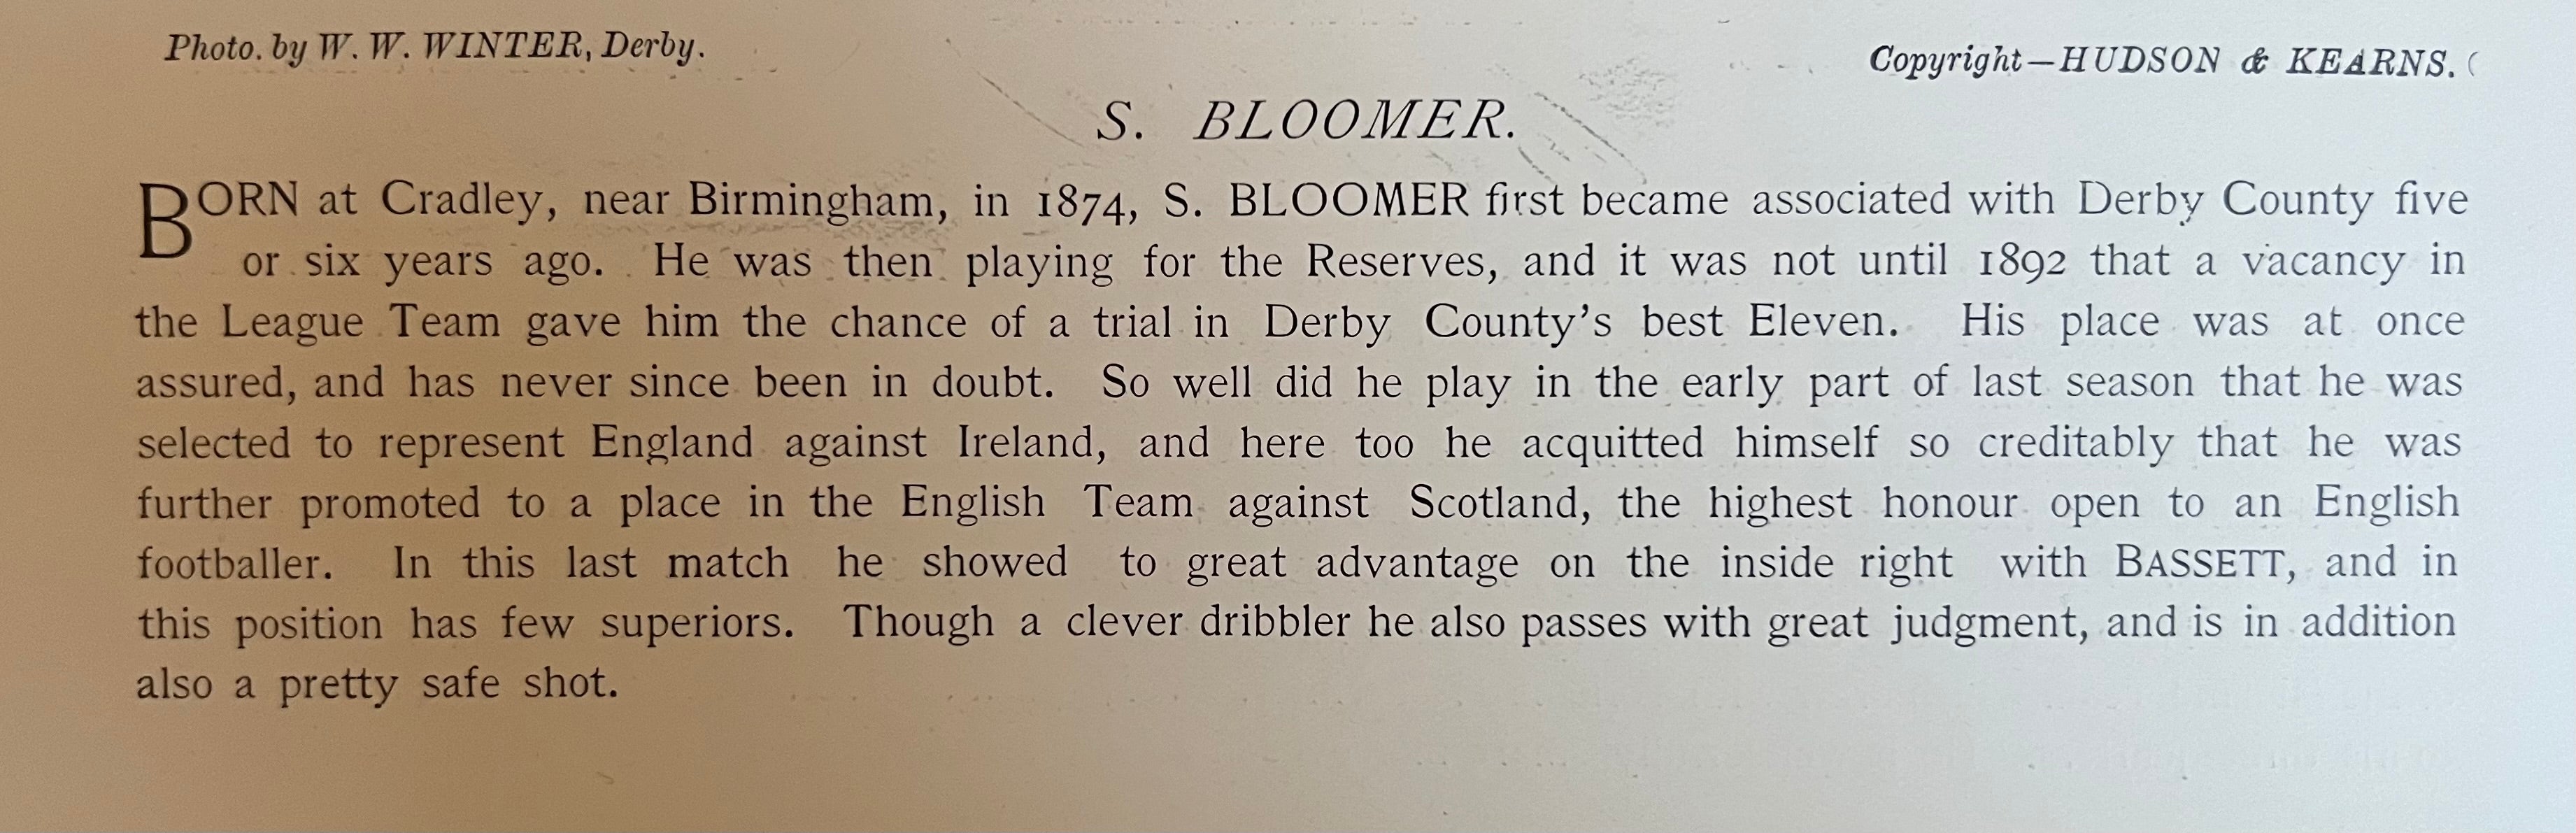 Photo. by W. W. WINTER, Derby.
Copyright—HUDSON & KEARNS.
S. BLOOMER.
BORN at Cradley, near Birmingham, in 1874, S. BLOOMER first became associated with Derby County five
or six years ago. He was then playing for the Reserves, and it was not until 1892 that a vacancy in
the League Team gave him the chance of a trial in Derby County's best Eleven. His place was at once
assured, and has never since been in doubt. So well did he play in the early part of last season that he was
selected to represent England against Ireland, and here too he acquitted himself so creditably that he was
further promoted to a place in the English Team against Scotland, the highest honour open to an English
footballer. In this last match he showed to great advantage on the inside right with BASSETT, and in
this position has few superiors. Though a clever dribbler he also passes with great judgment, and is in addition
also a pretty safe shot.